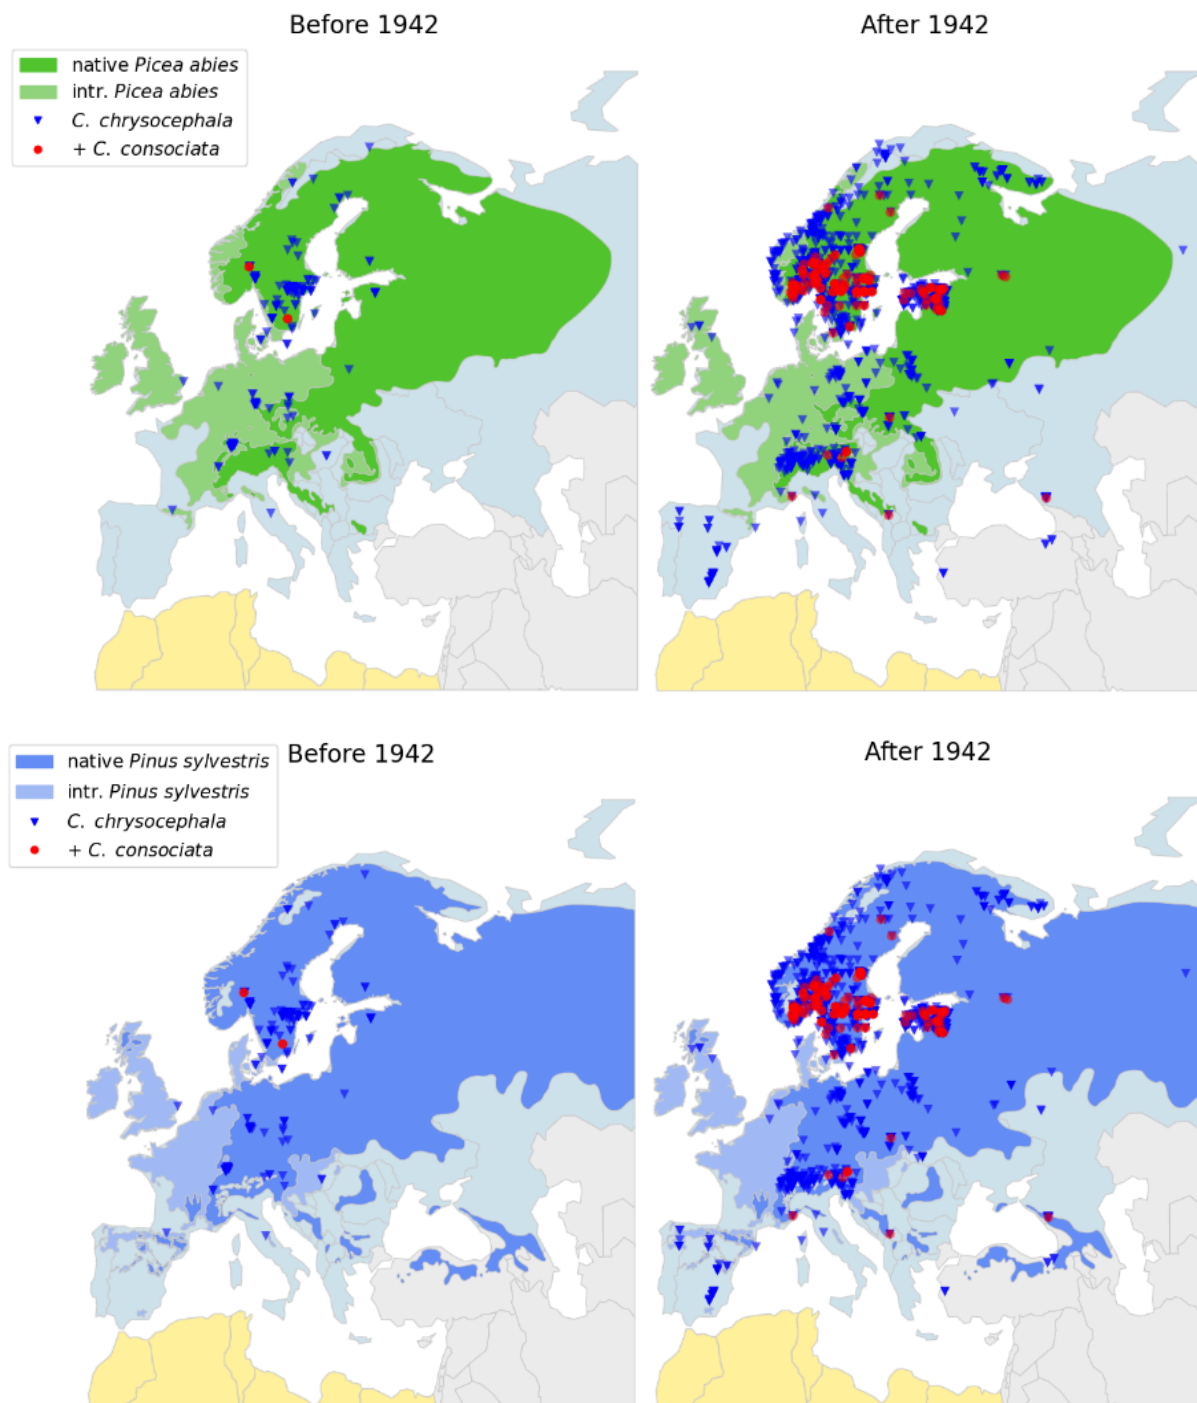 Before 1942
After 1942
native Picea abies
intr. Picea abies
C. chrysocephala
+ C. consociata
Before 1942
After 1942
native Pinus sylvestris
intr. Pinus sylvestris
C. chrysocephala
+ C. consociata